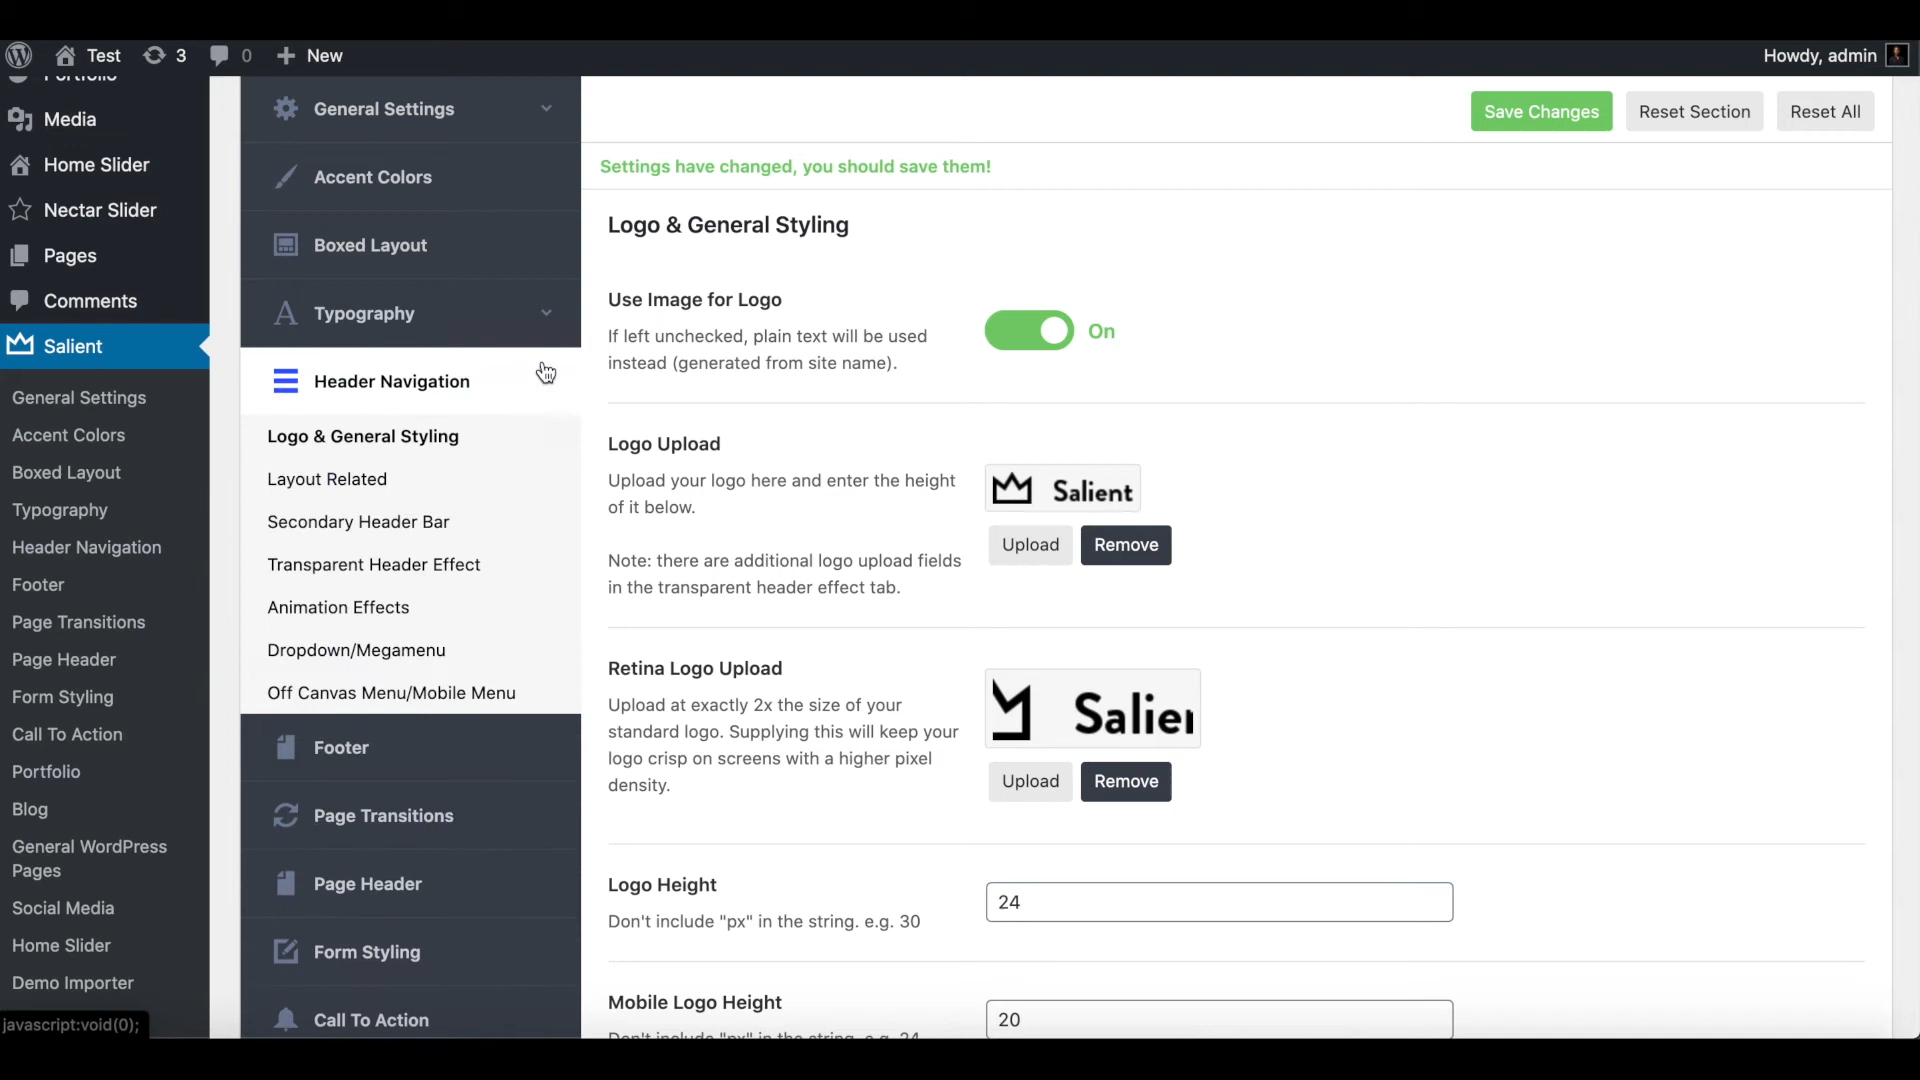 Test 3 0 New Howdy, admin
Portfolio
Media
Home Slider
Nectar Slider
Pages
Comments
Salient
General Settings
Accent Colors
Boxed Layout
Typography
Header Navigation
Footer
Page Transitions
Page Header
Form Styling
Call To Action
Portfolio
Blog
General WordPress
Pages
Social Media
Home Slider
Demo Importer
javascript:void(0);
General Settings
Accent Colors
Boxed Layout
Typography
Header Navigation
Logo & General Styling
Layout Related
Secondary Header Bar
Transparent Header Effect
Animation Effects
Dropdown/Megamenu
Off Canvas Menu/Mobile Menu
Footer
Page Transitions
Page Header
Form Styling
Call To Action
Save Changes Reset Section Reset All
Settings have changed, you should save them!
Logo & General Styling
Use Image for Logo
If left unchecked, plain text will be used
instead (generated from site name).
On
Logo Upload
Upload your logo here and enter the height
of it below.
Note: there are additional logo upload fields
in the transparent header effect tab.
Salient
Upload Remove
Retina Logo Upload
Upload at exactly 2x the size of your
standard logo. Supplying this will keep your
logo crisp on screens with a higher pixel
density.
Salier
Upload Remove
Logo Height
Don't include "px" in the string. e.g. 30
24
Mobile Logo Height
Don't include "px" in the string. e.g. 24
20